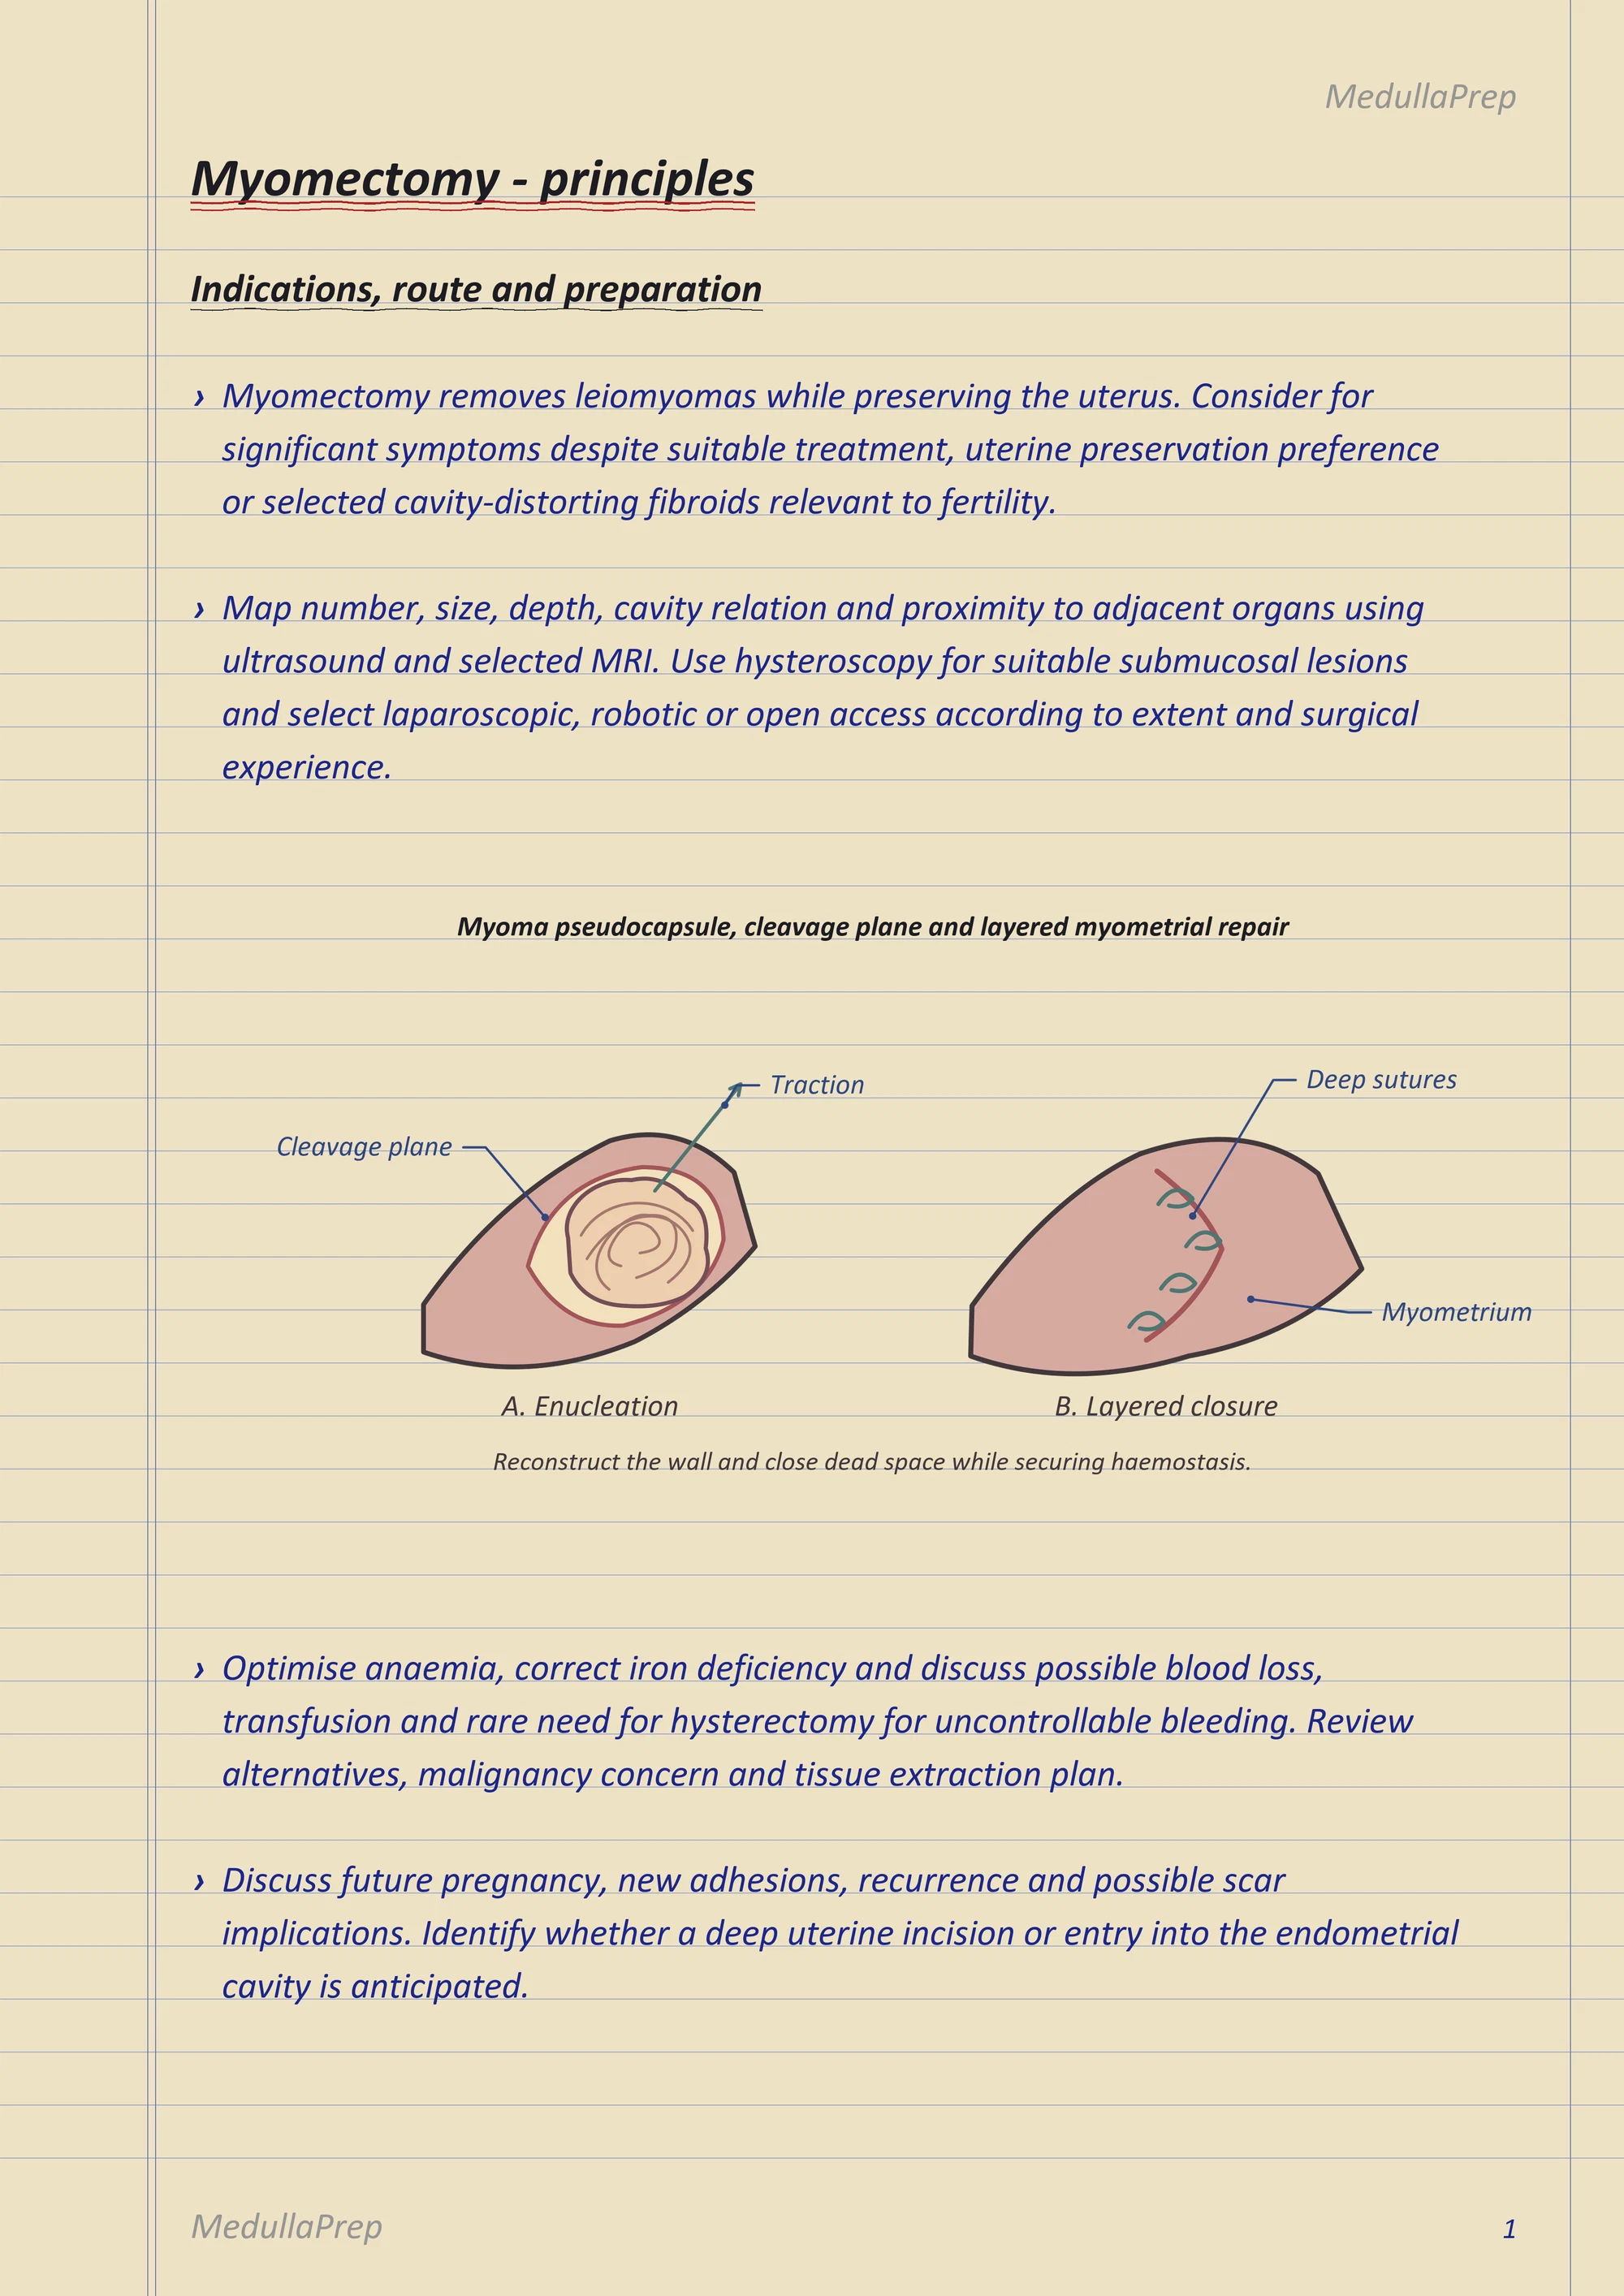 MedullaPrep
Myomectomy - principles
Indications, route and preparation
› Myomectomy removes leiomyomas while preserving the uterus. Consider for
significant symptoms despite suitable treatment, uterine preservation preference
or selected cavity-distorting fibroids relevant to fertility.
› Map number, size, depth, cavity relation and proximity to adjacent organs using
ultrasound and selected MRI. Use hysteroscopy for suitable submucosal lesions
and select laparoscopic, robotic or open access according to extent and surgical
experience.
Myoma pseudocapsule, cleavage plane and layered myometrial repair
Traction
Deep sutures
Cleavage plane
Myometrium
A. Enucleation
B. Layered closure
Reconstruct the wall and close dead space while securing haemostasis.
› Optimise anaemia, correct iron deficiency and discuss possible blood loss,
transfusion and rare need for hysterectomy for uncontrollable bleeding. Review
alternatives, malignancy concern and tissue extraction plan.
› Discuss future pregnancy, new adhesions, recurrence and possible scar
implications. Identify whether a deep uterine incision or entry into the endometrial
cavity is anticipated.
MedullaPrep
1